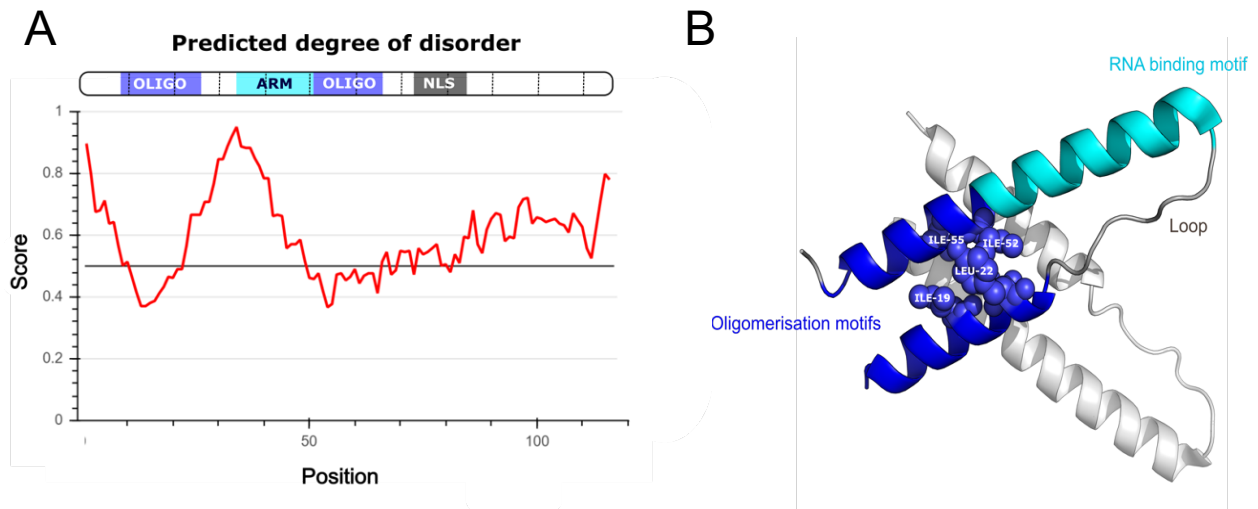 A
Predicted degree of disorder
OLIGO ARM OLIGO NLS
1
0.8
0.6
0.4
0.2
0
Score
50 100
Position
B
RNA binding motif
Loop
ILE-55 ILE-52
LEU-22
ILE-19
Oligomerisation motifs